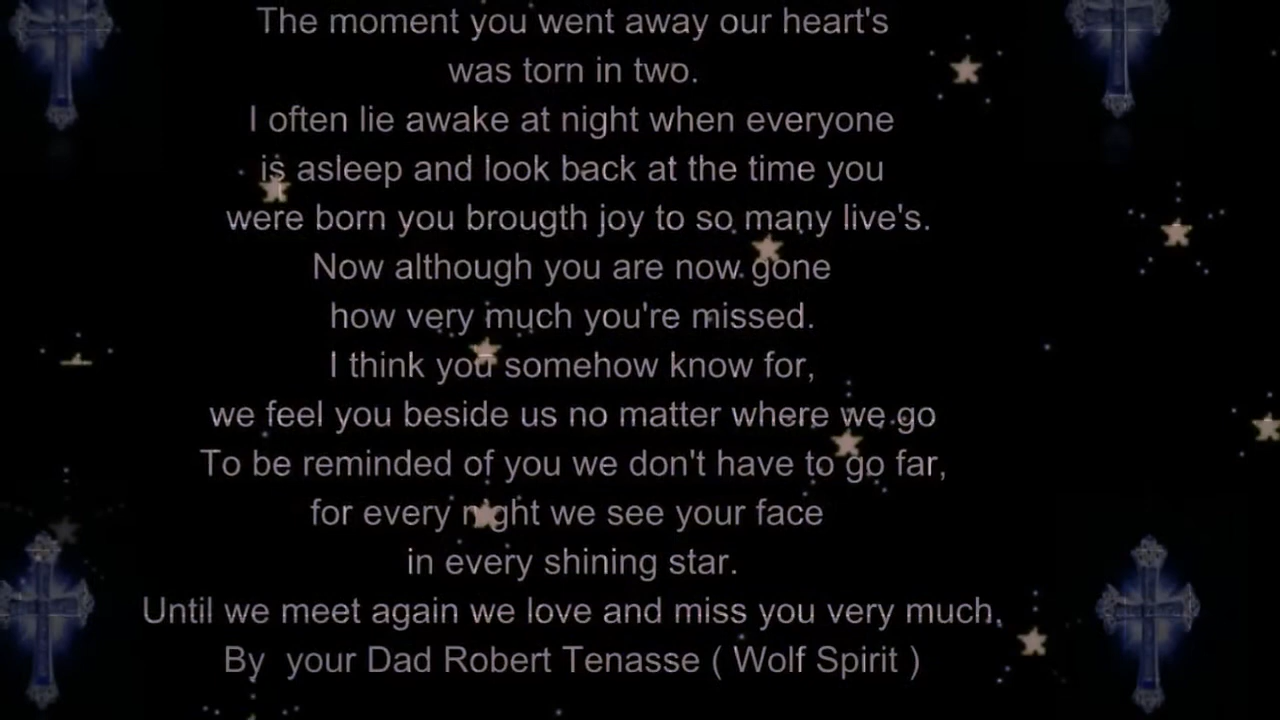 The moment you went away our heart's
was torn in two.
I often lie awake at night when everyone
is asleep and look back at the time you
were born you brougth joy to so many live's.
Now although you are now gone
how very much you're missed.
I think you somehow know for,
we feel you beside us no matter where we go
To be reminded of you we don't have to go far,
for every night we see your face
in every shining star.
Until we meet again we love and miss you very much,
By  your Dad Robert Tenasse ( Wolf Spirit )